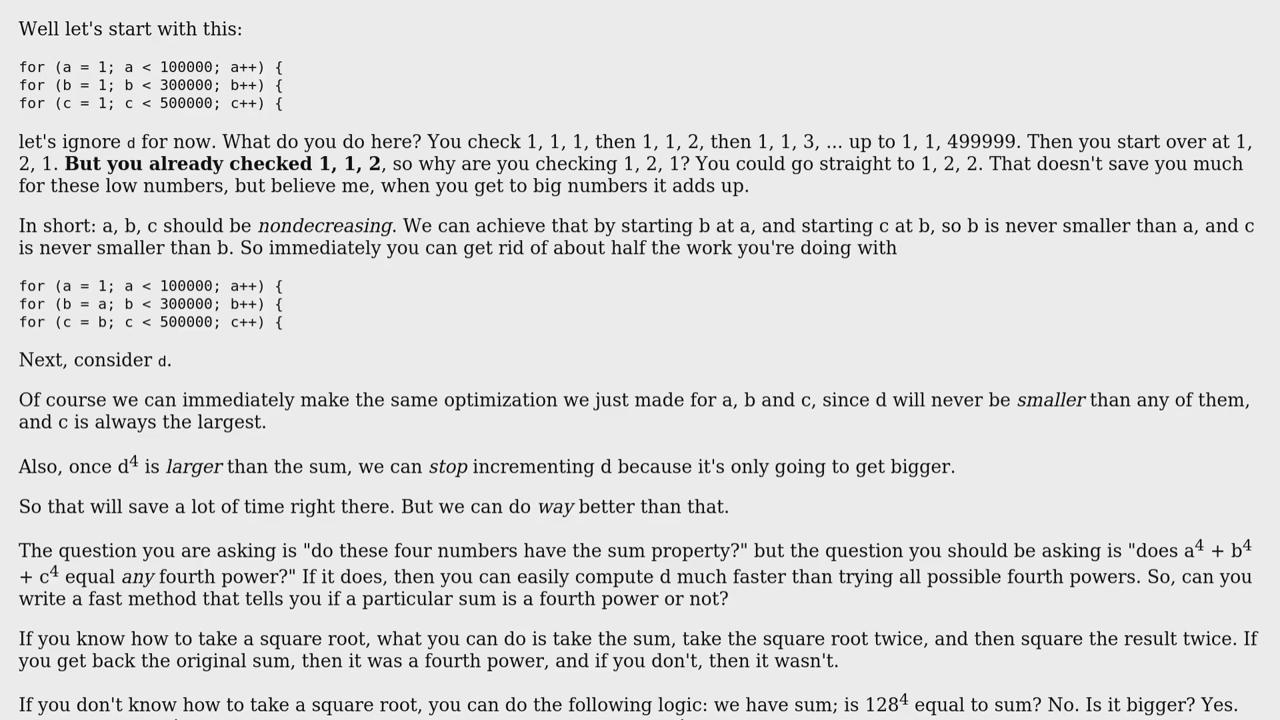 Well let's start with this:
for (a = 1; a < 100000; a++) {
for (b = 1; b < 300000; b++) {
for (c = 1; c < 500000; c++) {
let's ignore d for now. What do you do here? You check 1, 1, 1, then 1, 1, 2, then 1, 1, 3, ... up to 1, 1, 499999. Then you start over at 1,
2, 1. But you already checked 1, 1, 2, so why are you checking 1, 2, 1? You could go straight to 1, 2, 2. That doesn't save you much
for these low numbers, but believe me, when you get to big numbers it adds up.
In short: a, b, c should be nondecreasing. We can achieve that by starting b at a, and starting c at b, so b is never smaller than a, and c
is never smaller than b. So immediately you can get rid of about half the work you're doing with
for (a = 1; a < 100000; a++) {
for (b = a; b < 300000; b++) {
for (c = b; c < 500000; c++) {
Next, consider d.
Of course we can immediately make the same optimization we just made for a, b and c, since d will never be smaller than any of them,
and c is always the largest.
Also, once d⁴ is larger than the sum, we can stop incrementing d because it's only going to get bigger.
So that will save a lot of time right there. But we can do way better than that.
The question you are asking is "do these four numbers have the sum property?" but the question you should be asking is "does a⁴ + b⁴
+ c⁴ equal any fourth power?" If it does, then you can easily compute d much faster than trying all possible fourth powers. So, can you
write a fast method that tells you if a particular sum is a fourth power or not?
If you know how to take a square root, what you can do is take the sum, take the square root twice, and then square the result twice. If
you get back the original sum, then it was a fourth power, and if you don't, then it wasn't.
If you don't know how to take a square root, you can do the following logic: we have sum; is 128⁴ equal to sum? No. Is it bigger? Yes.